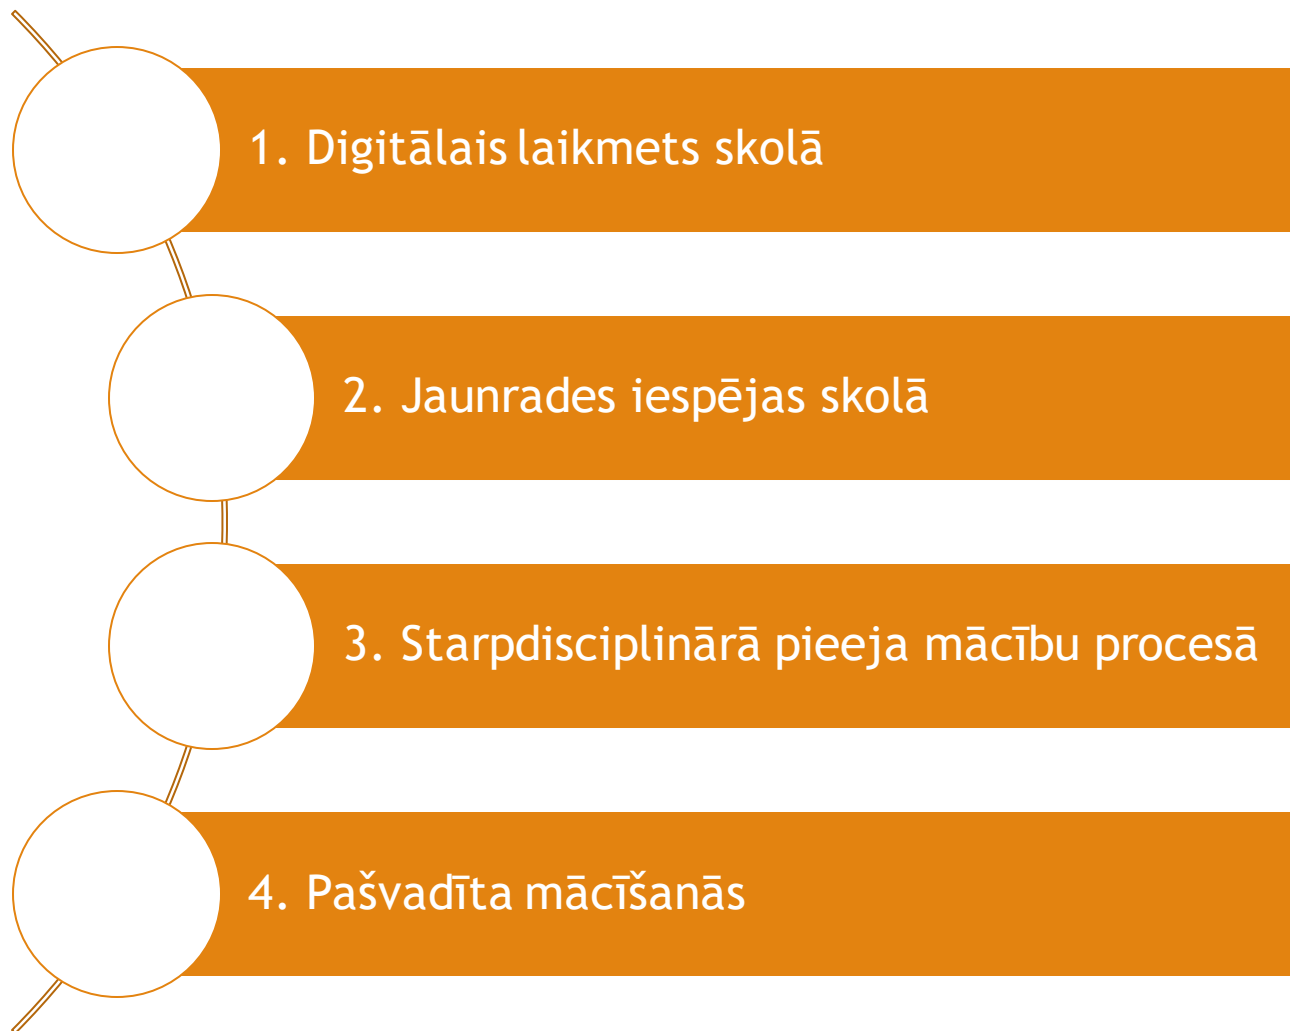 1. Digitālais laikmets skolā
2. Jaunrades iespējas skolā
3. Starpdisciplinārā pieeja mācību procesā
4. Pašvadīta mācīšanās